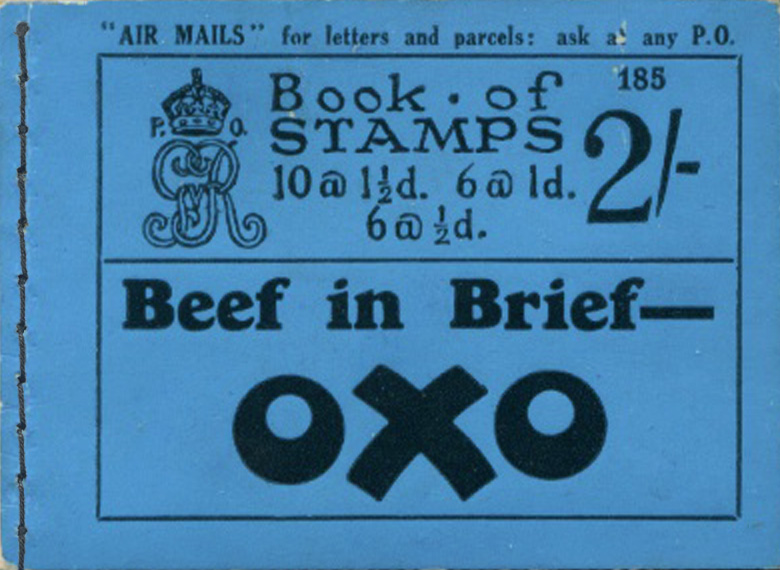 "AIR MAILS" for letters and parcels: ask at any P.O.
185
P. O.
GR
Book · of
STAMPS
2/-
10@1½d. 6@1d.
6@½d.
Beef in Brief—
OXO